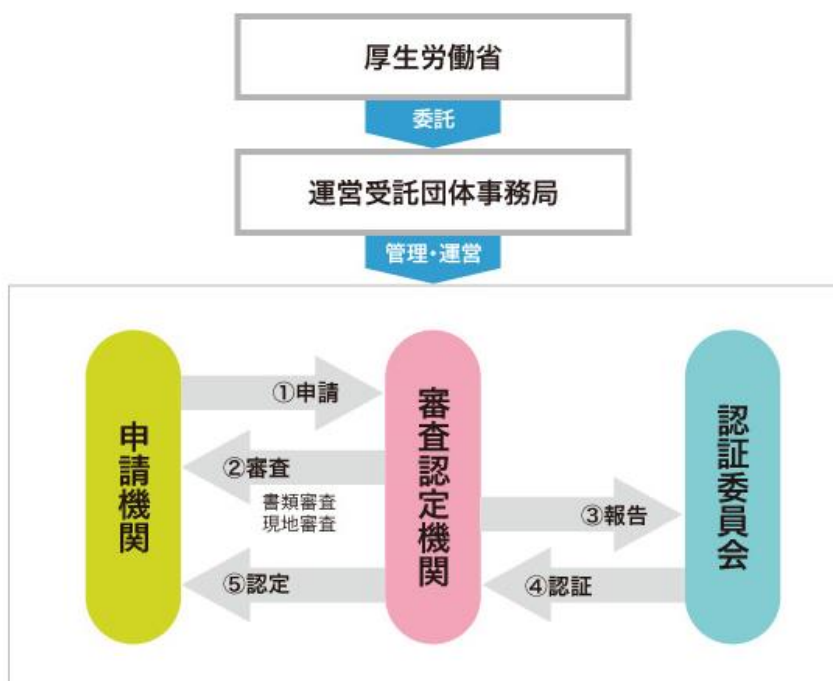 厚生労働省
委託
運営受託団体事務局
管理・運営
申請機関
審査認定機関
認証委員会
①申請
②審査
書類審査
現地審査
③報告
④認証
⑤認定